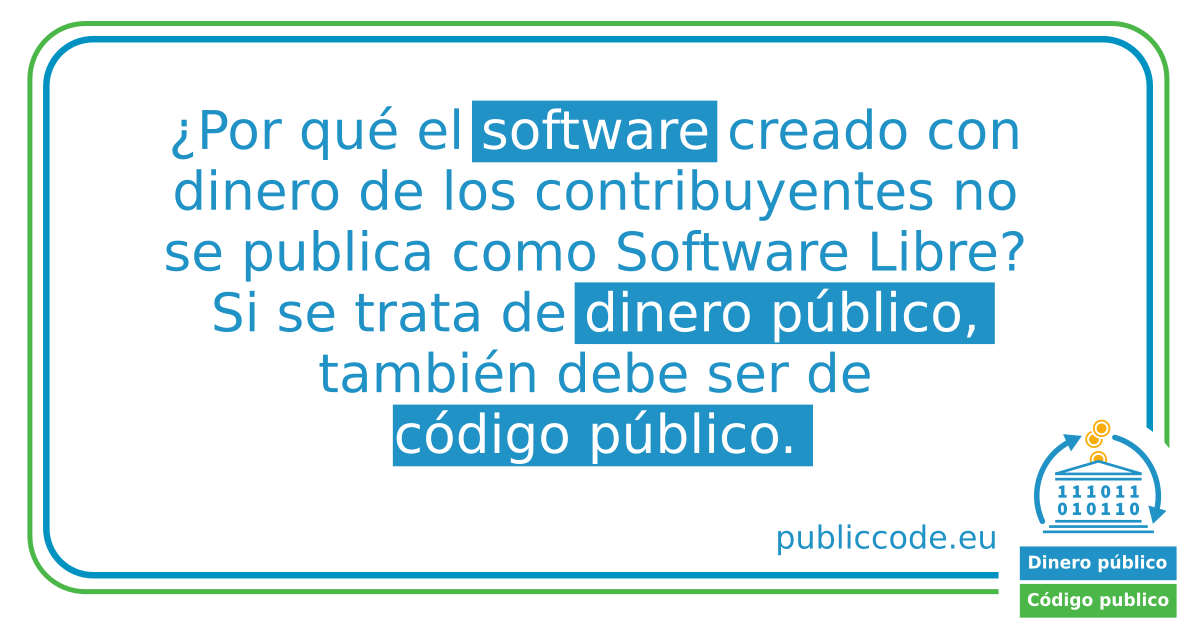 ¿Por qué el software creado con
dinero de los contribuyentes no
se publica como Software Libre?
Si se trata de dinero público,
también debe ser de
código público.
publiccode.eu
111011
010110
Dinero público
Código publico